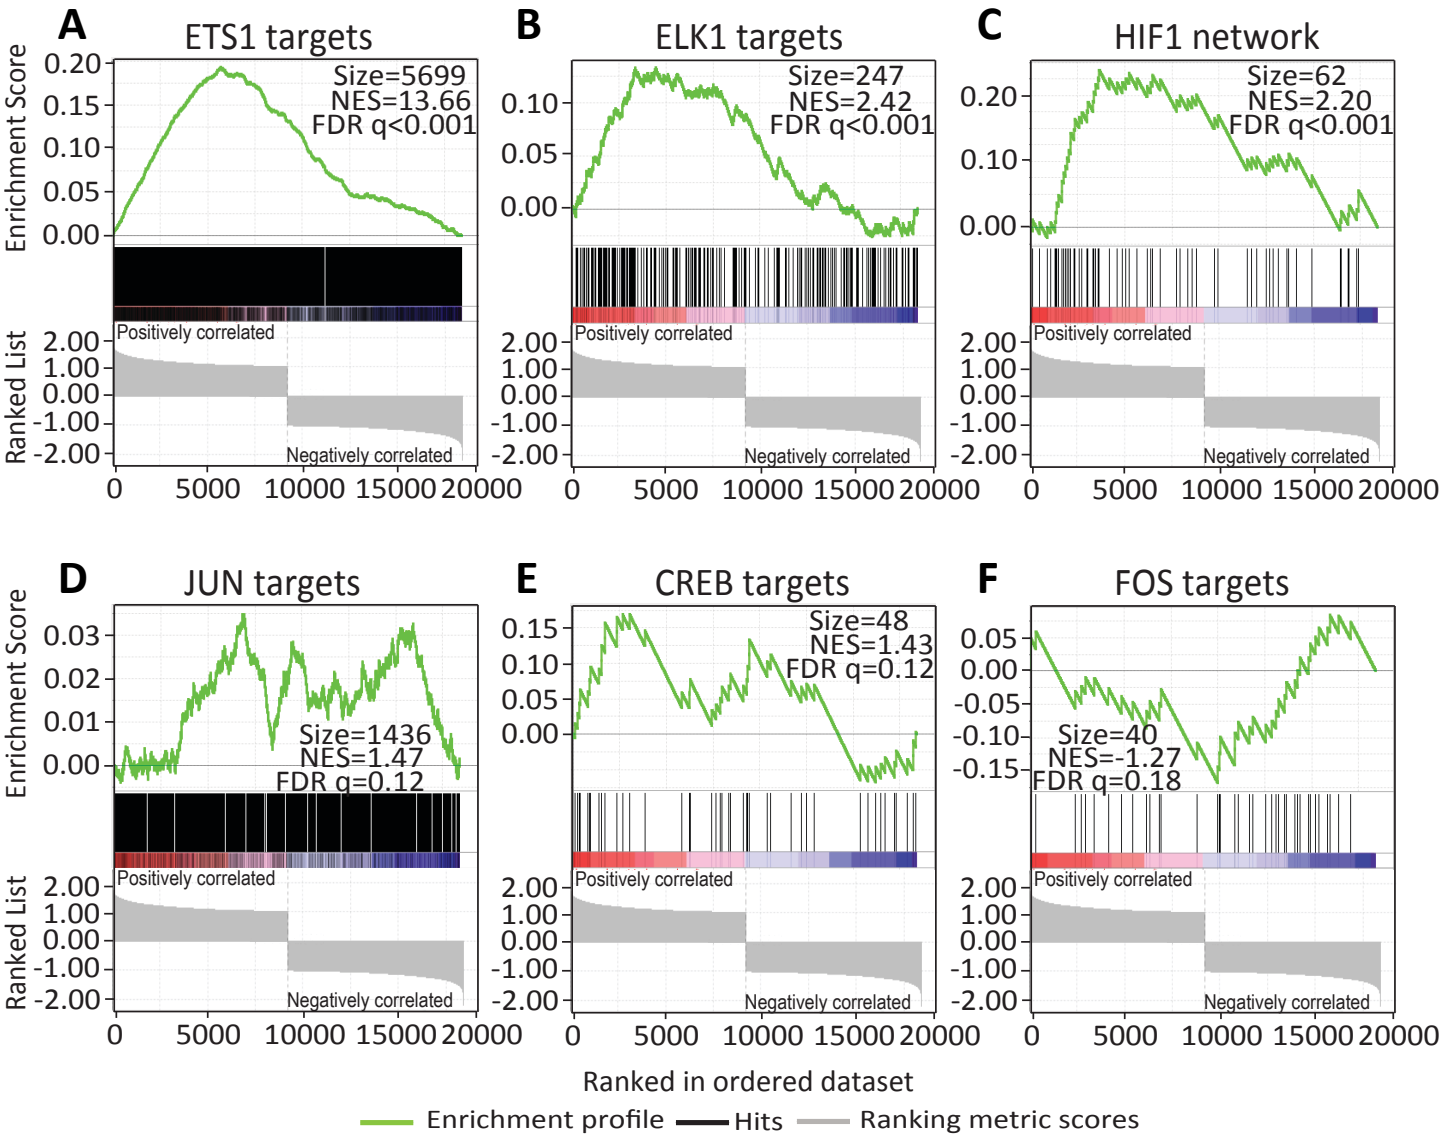 A
ETS1 targets
Enrichment Score
0.20
0.15
0.10
0.05
0.00
Size=5699
NES=13.66
FDR q<0.001
Positively correlated
Ranked List
2.00
1.00
0.00
-1.00
-2.00
Negatively correlated
0 5000 10000 15000 20000
B
ELK1 targets
0.10
0.05
0.00
Size=247
NES=2.42
FDR q<0.001
Positively correlated
2.00
1.00
0.00
-1.00
-2.00
Negatively correlated
0 5000 10000 15000 20000
C
HIF1 network
0.20
0.10
0.00
Size=62
NES=2.20
FDR q<0.001
Positively correlated
2.00
1.00
0.00
-1.00
-2.00
Negatively correlated
0 5000 10000 15000 20000
D
JUN targets
Enrichment Score
0.03
0.02
0.01
0.00
Size=1436
NES=1.47
FDR q=0.12
Positively correlated
Ranked List
2.00
1.00
0.00
-1.00
-2.00
Negatively correlated
0 5000 10000 15000 20000
E
CREB targets
0.15
0.10
0.05
0.00
Size=48
NES=1.43
FDR q=0.12
Positively correlated
2.00
1.00
0.00
-1.00
-2.00
Negatively correlated
0 5000 10000 15000 20000
F
FOS targets
0.05
0.00
-0.05
-0.10
-0.15
Size=40
NES=-1.27
FDR q=0.18
Positively correlated
2.00
1.00
0.00
-1.00
-2.00
Negatively correlated
0 5000 10000 15000 20000
Ranked in ordered dataset
Enrichment profile Hits Ranking metric scores